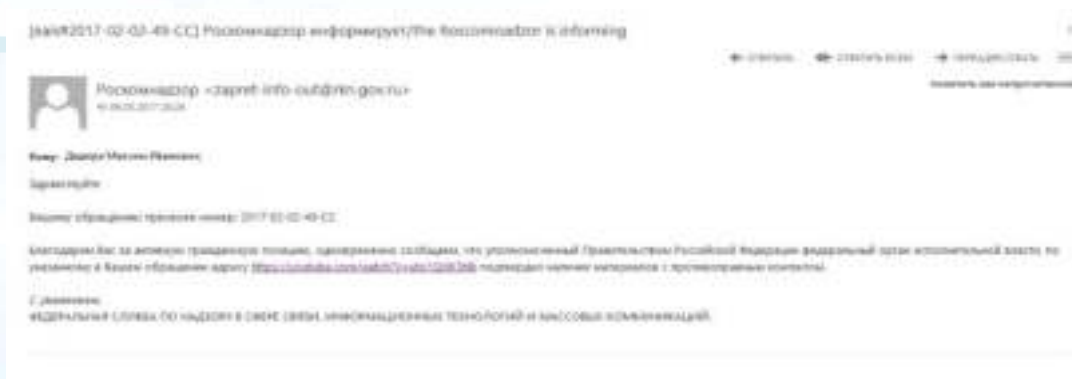 [eais#2017-02-02-49-CC] Роскомнадзор информирует/the Roscomnadzor is informing
Роскомнадзор <zapret-info-out@rkn.gov.ru>
Кому:
Здравствуйте
Вашему обращению присвоен номер: 2017-02-02-49-CC
Благодарим Вас за активную гражданскую позицию, одновременно сообщаем, что уполномоченный Правительством Российской Федерации федеральный орган исполнительной власти по
указанному в Вашем обращении адресу подтвердил наличие материалов с противоправным контентом.
С уважением,
ФЕДЕРАЛЬНАЯ СЛУЖБА ПО НАДЗОРУ В СФЕРЕ СВЯЗИ, ИНФОРМАЦИОННЫХ ТЕХНОЛОГИЙ И МАССОВЫХ КОММУНИКАЦИЙ.